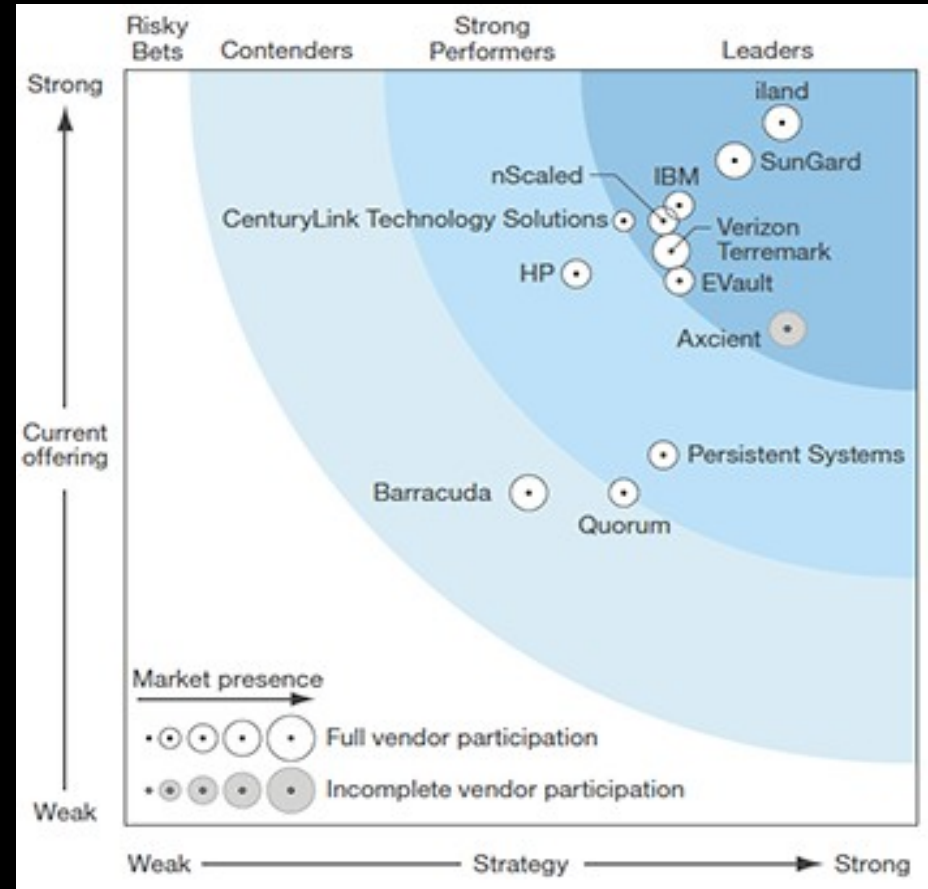 Risky
Bets
Contenders
Strong
Performers
Leaders
Strong
iland
SunGard
nScaled
IBM
CenturyLink Technology Solutions
Verizon
Terremark
HP
EVault
Axcient
Current
offering
Persistent Systems
Barracuda
Quorum
Market presence
Full vendor participation
Incomplete vendor participation
Weak
Weak
Strategy
Strong